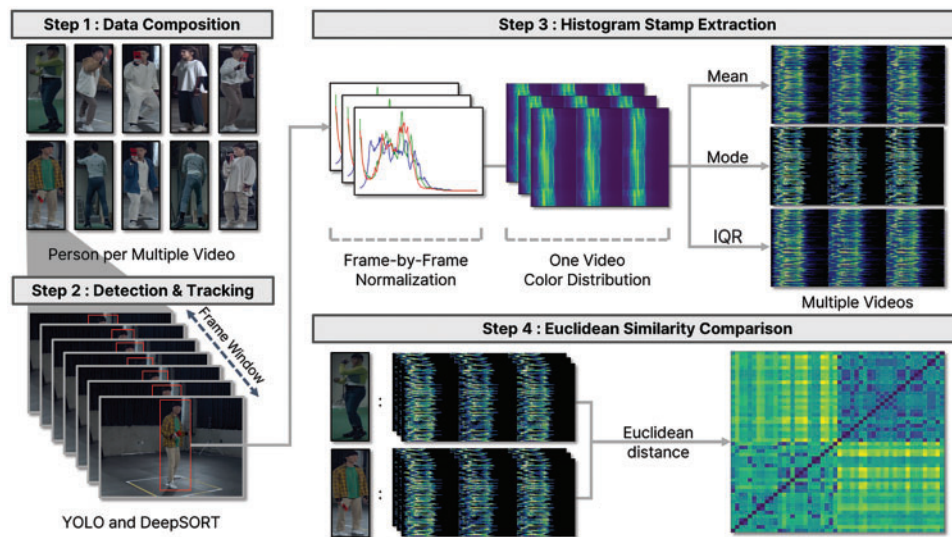 Step 1 : Data Composition
Person per Multiple Video
Step 2 : Detection & Tracking
Frame Window
YOLO and DeepSORT
Step 3 : Histogram Stamp Extraction
Frame-by-Frame
Normalization
One Video
Color Distribution
Mean
Mode
IQR
Multiple Videos
Step 4 : Euclidean Similarity Comparison
:
:
Euclidean
distance